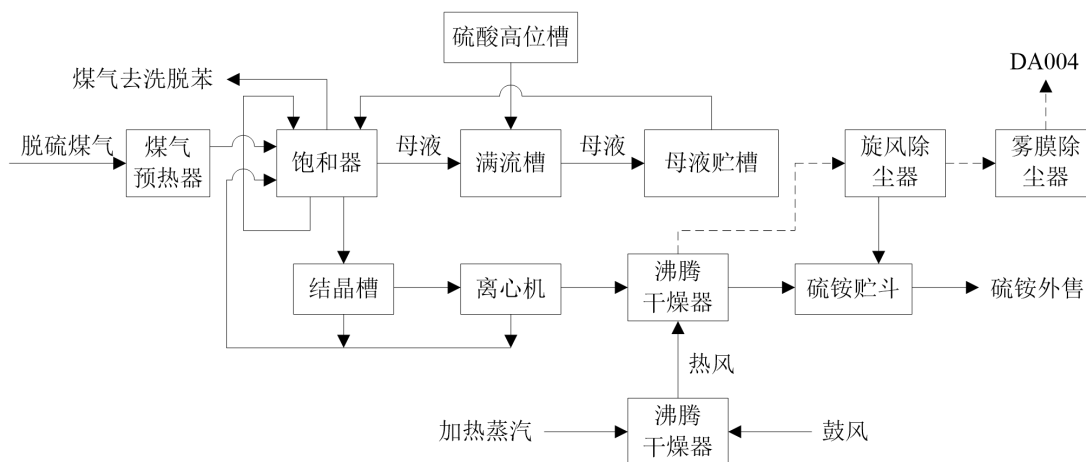 硫酸高位槽
煤气去洗脱苯
DA004
脱硫煤气
煤气
预热器
饱和器
母液
满流槽
母液
母液贮槽
旋风除
尘器
雾膜除
尘器
结晶槽
离心机
沸腾
干燥器
硫铵贮斗
硫铵外售
热风
加热蒸汽
沸腾
干燥器
鼓风